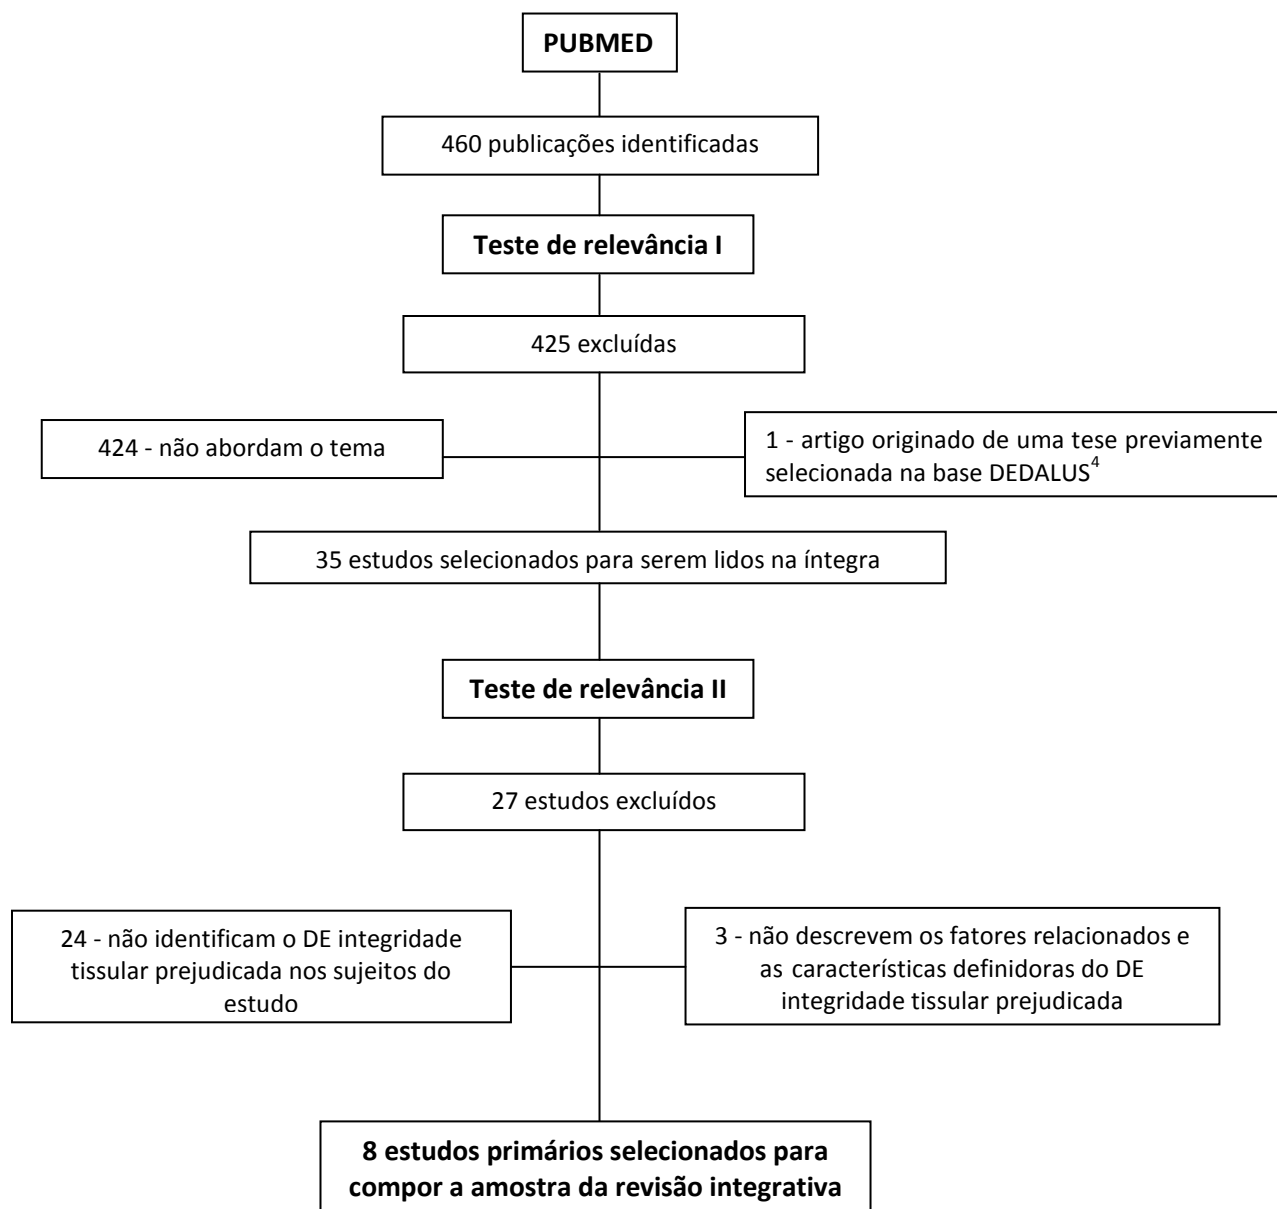 PUBMED
460 publicações identificadas
Teste de relevância I
425 excluídas
424 - não abordam o tema
1 - artigo originado de uma tese previamente
selecionada na base DEDALUS⁴
35 estudos selecionados para serem lidos na íntegra
Teste de relevância II
27 estudos excluídos
24 - não identificam o DE integridade
tissular prejudicada nos sujeitos do
estudo
3 - não descrevem os fatores relacionados e
as características definidoras do DE
integridade tissular prejudicada
8 estudos primários selecionados para
compor a amostra da revisão integrativa